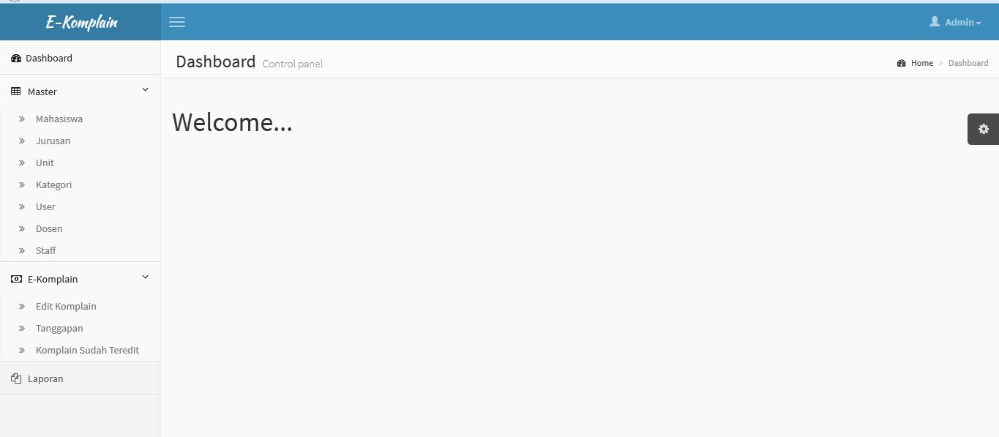 E-Komplain
Admin
Dashboard
Master
Mahasiswa
Jurusan
Unit
Kategori
User
Dosen
Staff
E-Komplain
Edit Komplain
Tanggapan
Komplain Sudah Teredit
Laporan
Dashboard Control panel
Home > Dashboard
Welcome...